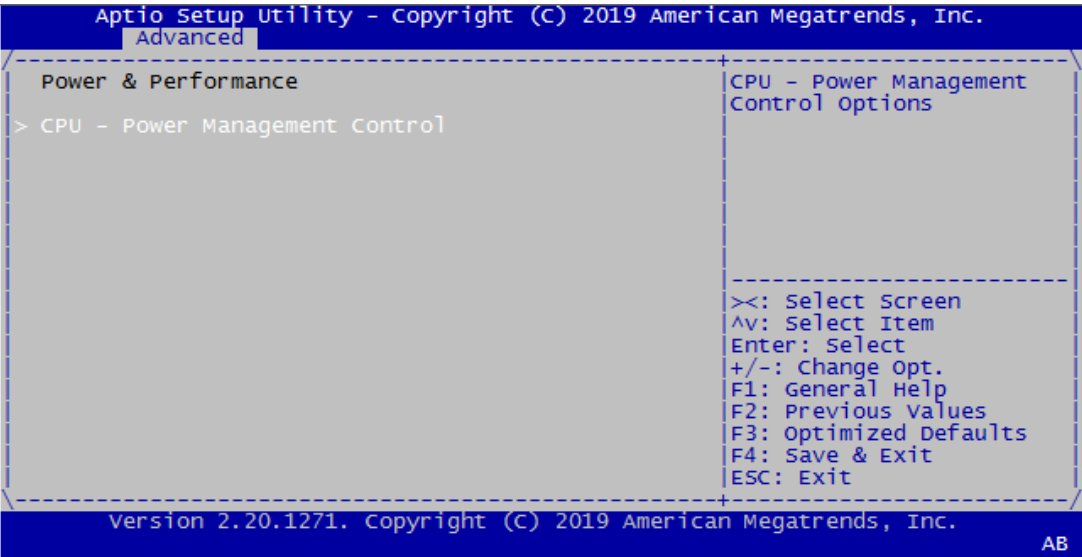 Aptio Setup Utility - Copyright (C) 2019 American Megatrends, Inc.
Advanced
Power & Performance
> CPU - Power Management Control
CPU - Power Management
Control Options
><: Select Screen
^v: Select Item
Enter: Select
+/-: Change Opt.
F1: General Help
F2: Previous Values
F3: Optimized Defaults
F4: Save & Exit
ESC: Exit
Version 2.20.1271. Copyright (C) 2019 American Megatrends, Inc.
AB